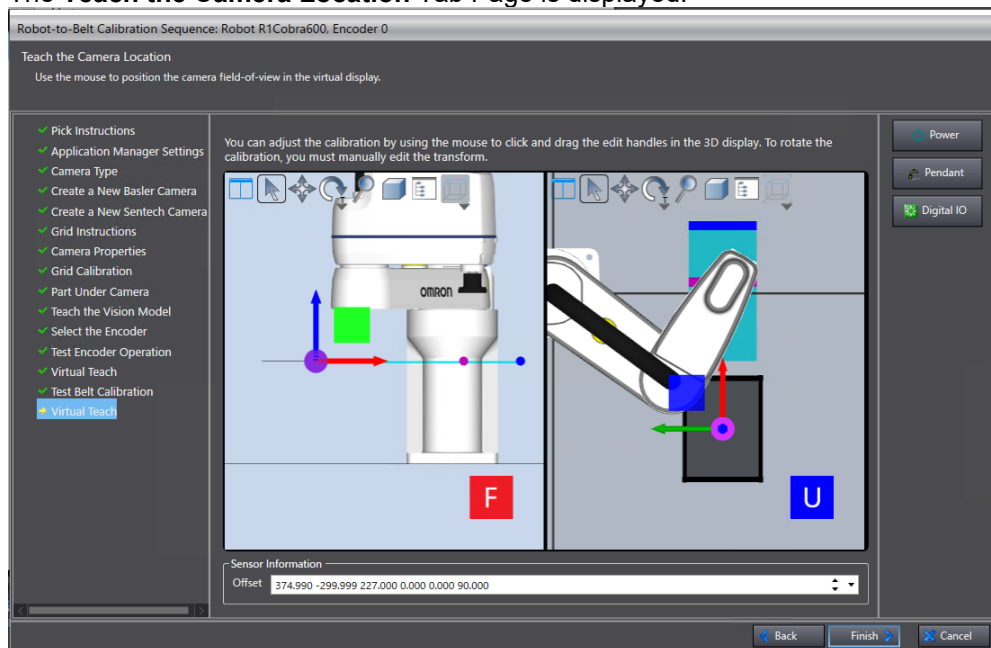 The Teach the Camera Location Tab Page is displayed.
Robot-to-Belt Calibration Sequence: Robot R1Cobra600, Encoder 0
Teach the Camera Location
Use the mouse to position the camera field-of-view in the virtual display.
Pick Instructions
Application Manager Settings
Camera Type
Create a New Basler Camera
Create a New Sentech Camera
Grid Instructions
Camera Properties
Grid Calibration
Part Under Camera
Teach the Vision Model
Select the Encoder
Test Encoder Operation
Virtual Teach
Test Belt Calibration
Virtual Teach
You can adjust the calibration by using the mouse to click and drag the edit handles in the 3D display. To rotate the
calibration, you must manually edit the transform.
OMRON
F
U
Sensor Information
Offset 374.990 -299.999 227.000 0.000 0.000 90.000
Power
Pendant
Digital IO
Back Finish Cancel